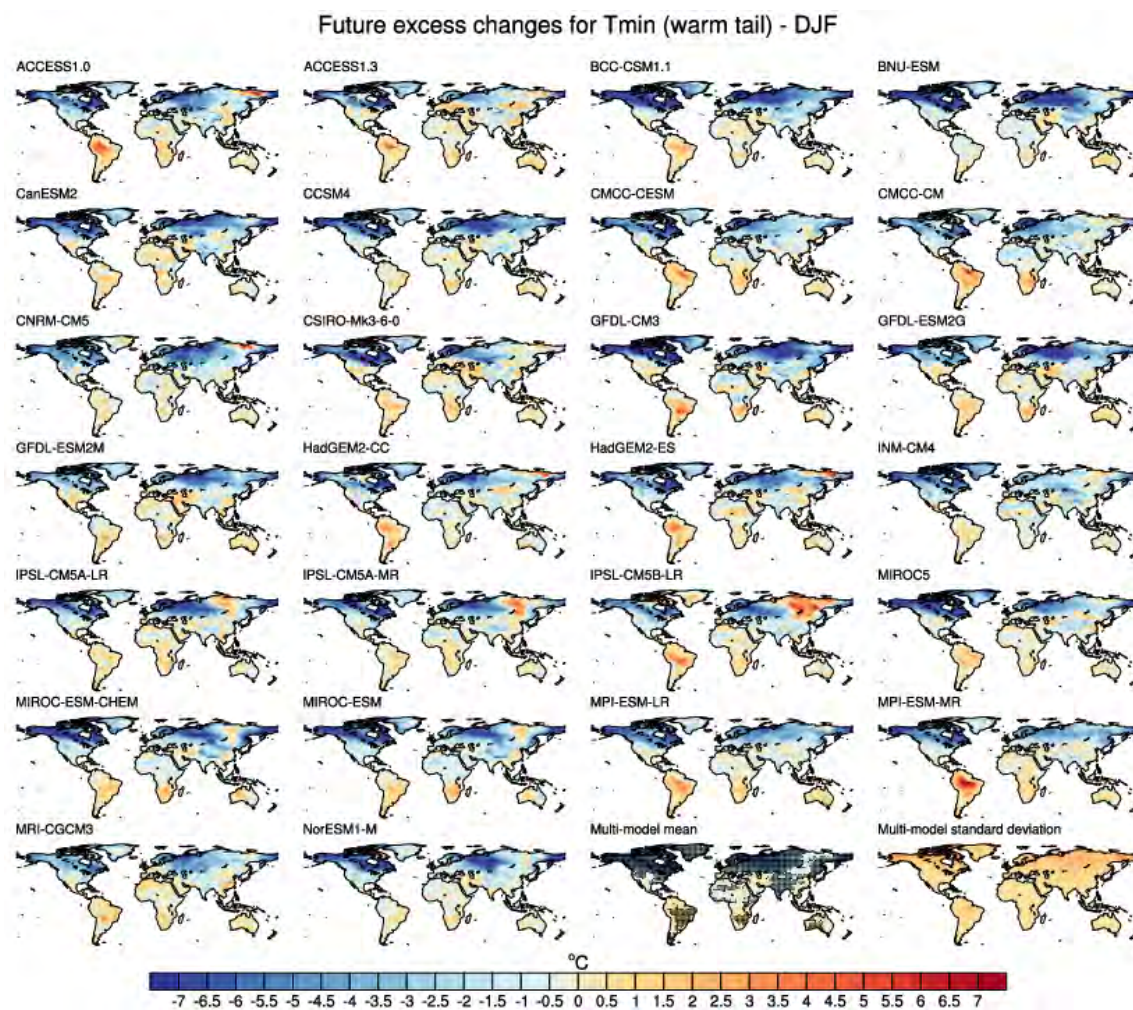 Future excess changes for Tmin (warm tail) - DJF
ACCESS1.0 ACCESS1.3 BCC-CSM1.1 BNU-ESM
CanESM2 CCSM4 CMCC-CESM CMCC-CM
CNRM-CM5 CSIRO-Mk3-6-0 GFDL-CM3 GFDL-ESM2G
GFDL-ESM2M HadGEM2-CC HadGEM2-ES INM-CM4
IPSL-CM5A-LR IPSL-CM5A-MR IPSL-CM5B-LR MIROC5
MIROC-ESM-CHEM MIROC-ESM MPI-ESM-LR MPI-ESM-MR
MRI-CGCM3 NorESM1-M Multi-model mean Multi-model standard deviation
°C
-7 -6.5 -5.5 -5 -4.5 -4 -3.5 -3 -2.5 -2 -1.5 -1 -0.5 0 0.5 1 1.5 2 2.5 3 3.5 4 4.5 5 5.5 6.5 7